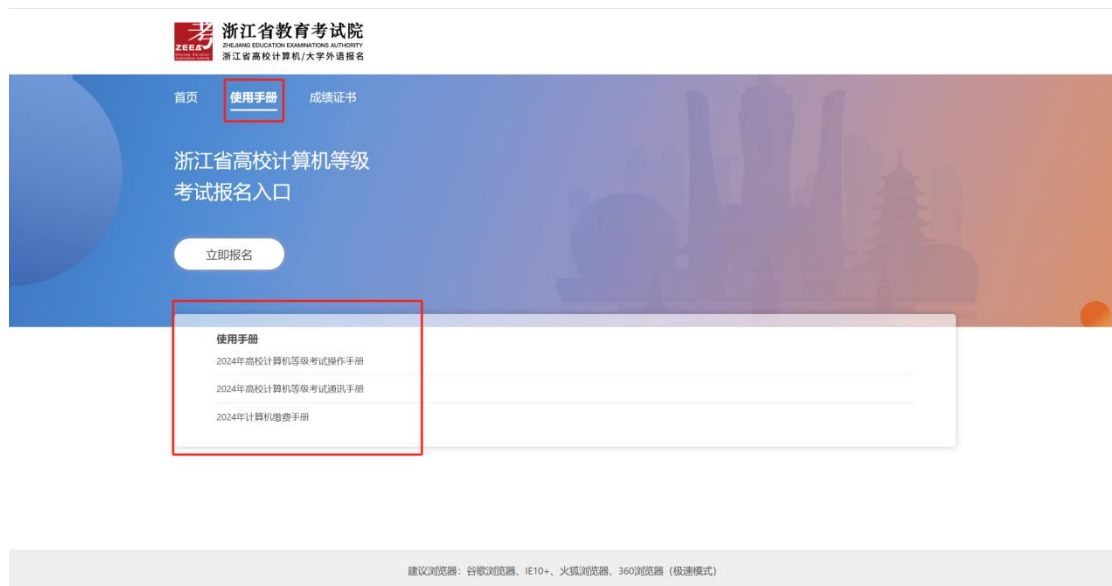 浙江省教育考试院
ZEEA
ZHEJIANG EDUCATION EXAMINATIONS AUTHORITY
浙江省高校计算机/大学外语报名
首页 使用手册 成绩证书
浙江省高校计算机等级
考试报名入口
立即报名
使用手册
2024年高校计算机等级考试操作手册
2024年高校计算机等级考试通讯手册
2024年计算机缴费手册
建议浏览器：谷歌浏览器、IE10+、火狐浏览器、360浏览器（极速模式）